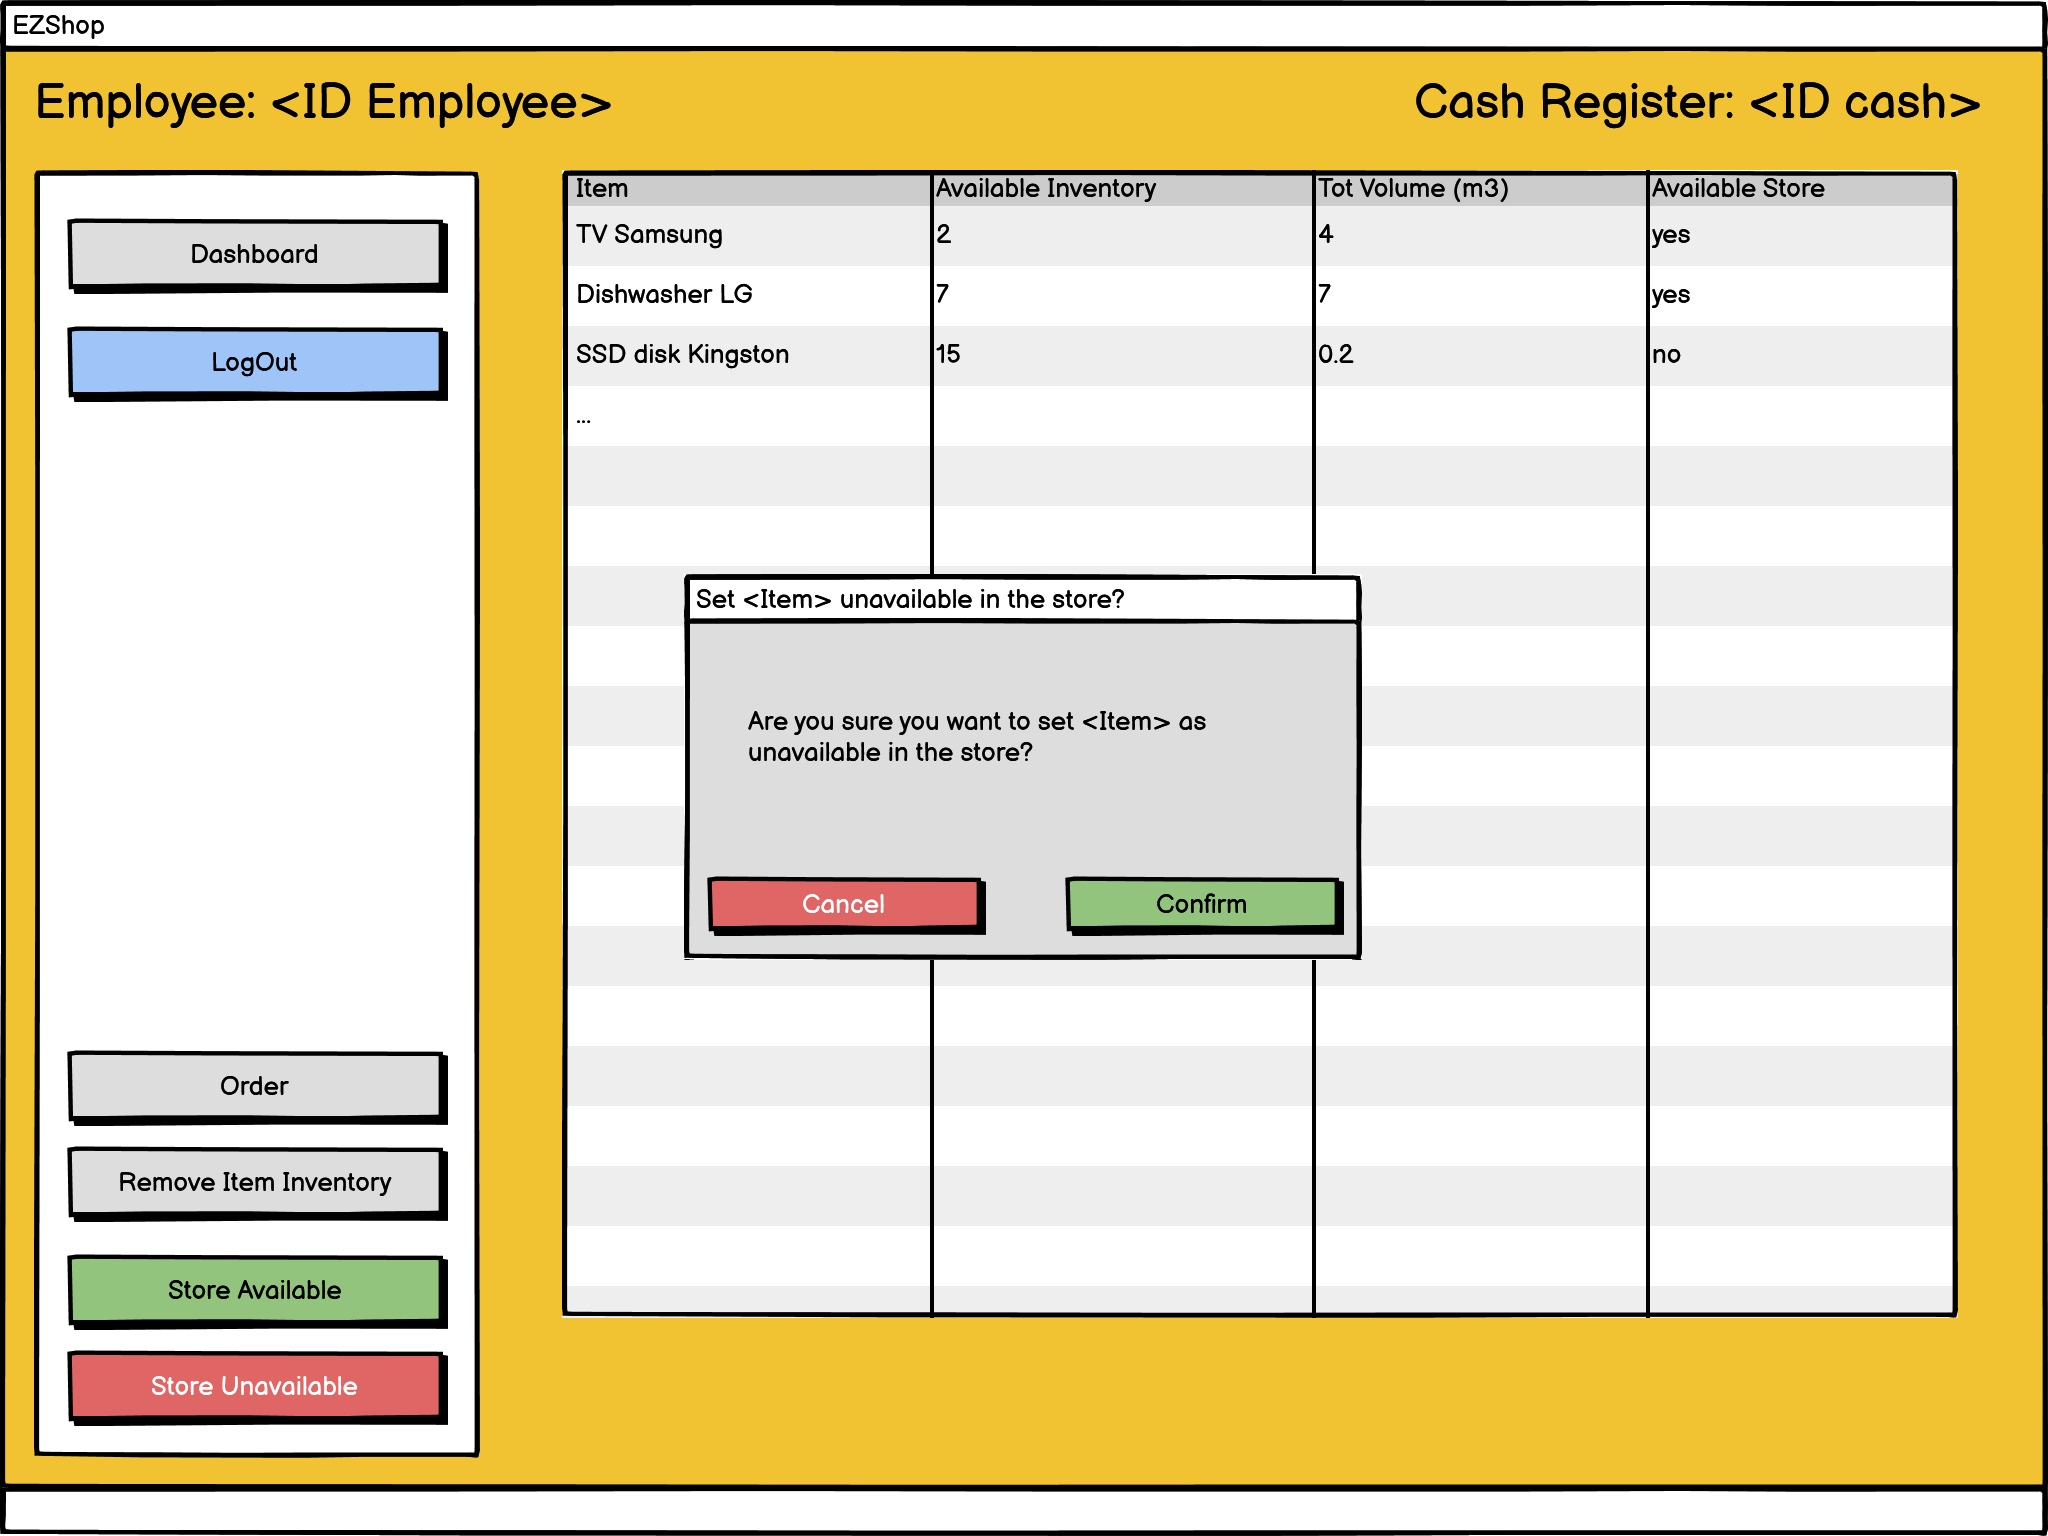 EZShop
Employee: <ID Employee>
Cash Register: <ID cash>
Dashboard
LogOut
Order
Remove Item Inventory
Store Available
Store Unavailable
Item Available Inventory Tot Volume (m3) Available Store
TV Samsung 2 4 yes
Dishwasher LG 7 7 yes
SSD disk Kingston 15 0.2 no
...
Set <Item> unavailable in the store?
Are you sure you want to set <Item> as
unavailable in the store?
Cancel
Confirm